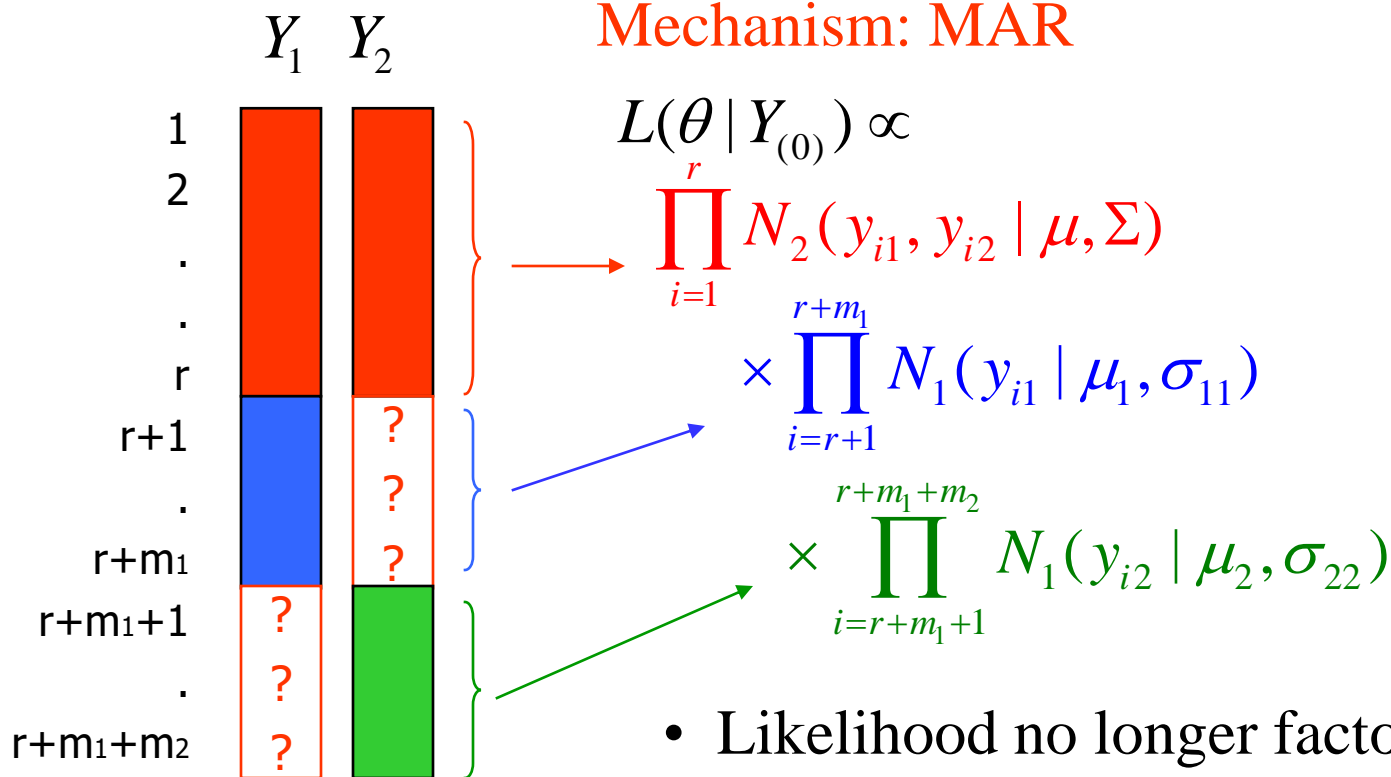 Y₁ Y₂
Mechanism: MAR
L(θ | Y₍₀₎) ∝
∏ᵢ₌₁ʳ N₂(yᵢ₁, yᵢ₂ | μ, Σ)
× ∏ᵢ₌ᵣ₊₁^(r+m₁) N₁(yᵢ₁ | μ₁, σ₁₁)
× ∏_(i=r+m₁+1)^(r+m₁+m₂) N₁(yᵢ₂ | μ₂, σ₂₂)
1
2
.
.
r
r+1 ?
. ?
r+m₁ ?
r+m₁+1 ?
. ?
r+m₁+m₂ ?
• Likelihood no longer facto